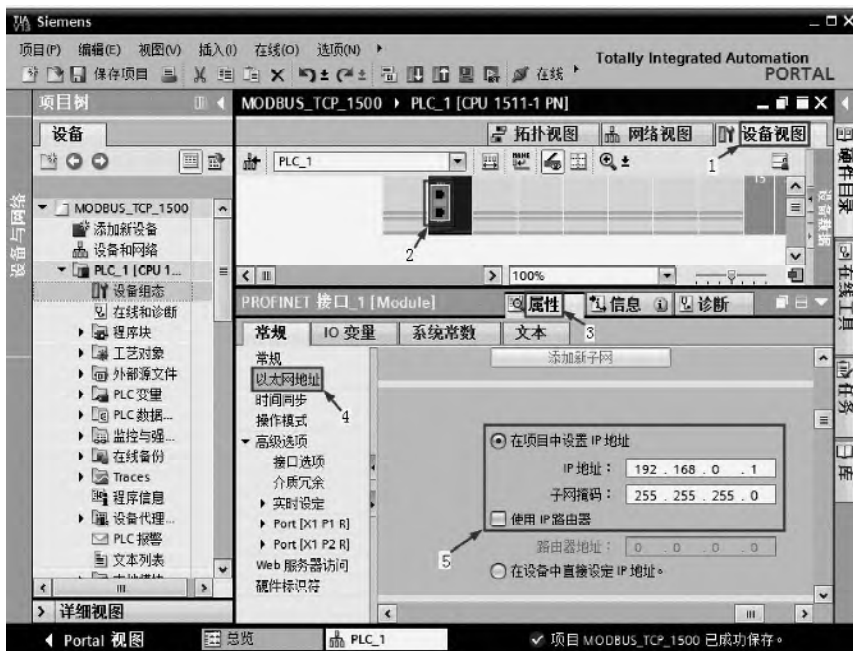 Siemens
项目(P) 编辑(E) 视图(V) 插入(I) 在线(O) 选项(N)
Totally Integrated Automation
PORTAL
保存项目 在线
项目树
MODBUS_TCP_1500 PLC_1 [CPU 1511-1 PN]
设备
拓扑视图 网络视图 设备视图
1
PLC_1
设备与网络
MODBUS_TCP_1500
添加新设备
设备和网络
PLC_1 [CPU 1...
设备组态
在线和诊断
程序块
工艺对象
外部源文件
PLC 变量
PLC 数据...
监控与强...
在线备份
Traces
程序信息
设备代理...
PLC 报警
文本列表
详细视图
15
2
设备数据
100%
PROFINET 接口_1 [Module]
属性 信息 诊断
3
常规 IO 变量 系统常数 文本
常规
以太网地址
4
时间同步
操作模式
高级选项
接口选项
介质冗余
实时设定
Port [X1 P1 R]
Port [X1 P2 R]
Web 服务器访问
硬件标识符
添加新子网
在项目中设置 IP 地址
IP 地址: 192 . 168 . 0 . 1
子网掩码: 255 . 255 . 255 . 0
使用 IP 路由器
5
路由器地址: 0 . 0 . 0 . 0
在设备中直接设定 IP 地址。
硬件目录
在线工具
任务
库
Portal 视图
总览
PLC_1
项目 MODBUS_TCP_1500 已成功保存。